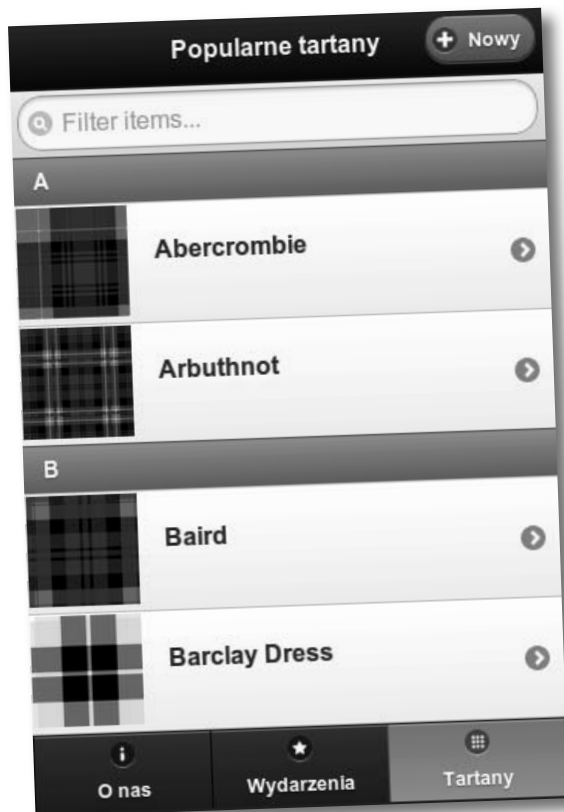 Popularne tartany
Nowy
Filter items...
A
Abercrombie
Arbuthnot
B
Baird
Barclay Dress
O nas
Wydarzenia
Tartany